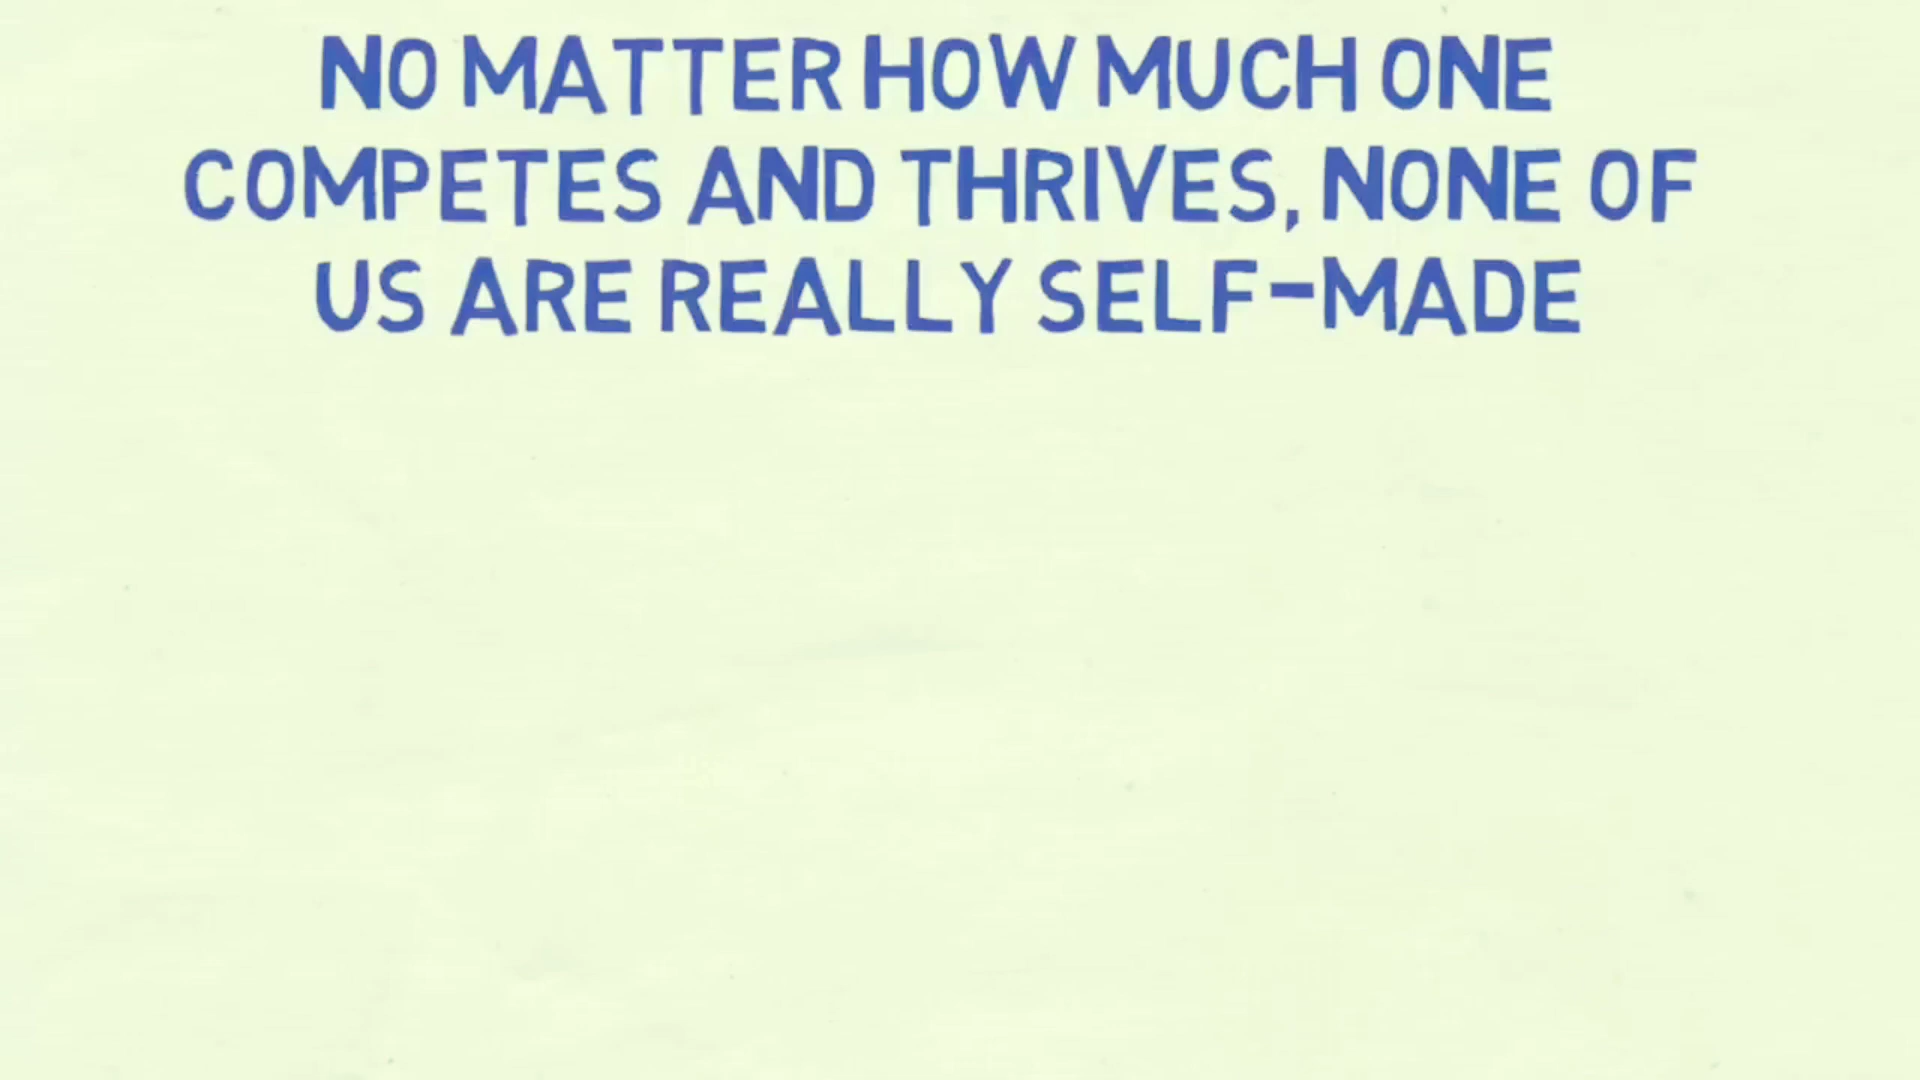 NO MATTER HOW MUCH ONE
COMPETES AND THRIVES, NONE OF
US ARE REALLY SELF-MADE